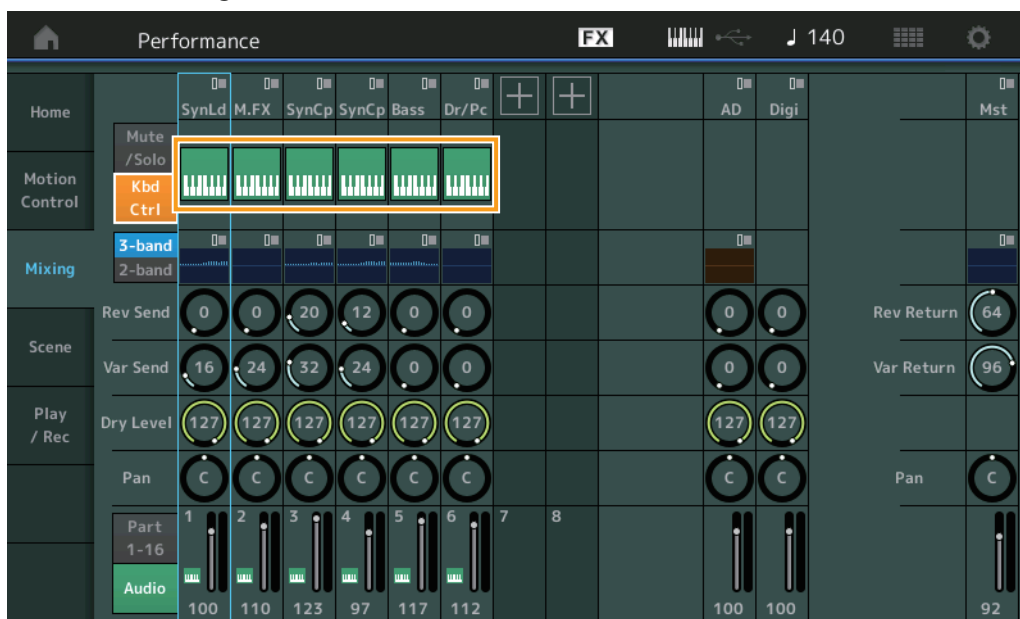 Performance
FX
140
SynLd M.FX SynCp SynCp Bass Dr/Pc AD Digi Mst
Home
Mute
/Solo
Motion
Control
Kbd
Ctrl
3-band
2-band
Mixing
Rev Send 0 0 20 12 0 0 0 0 Rev Return 64
Scene
Var Send 16 24 32 24 0 0 0 0 Var Return 96
Play
/ Rec
Dry Level 127 127 127 127 127 127 127 127
Pan C C C C C C C C Pan C
1 2 3 4 5 6 7 8
Part
1-16
Audio
100 110 123 97 117 112 100 100 92